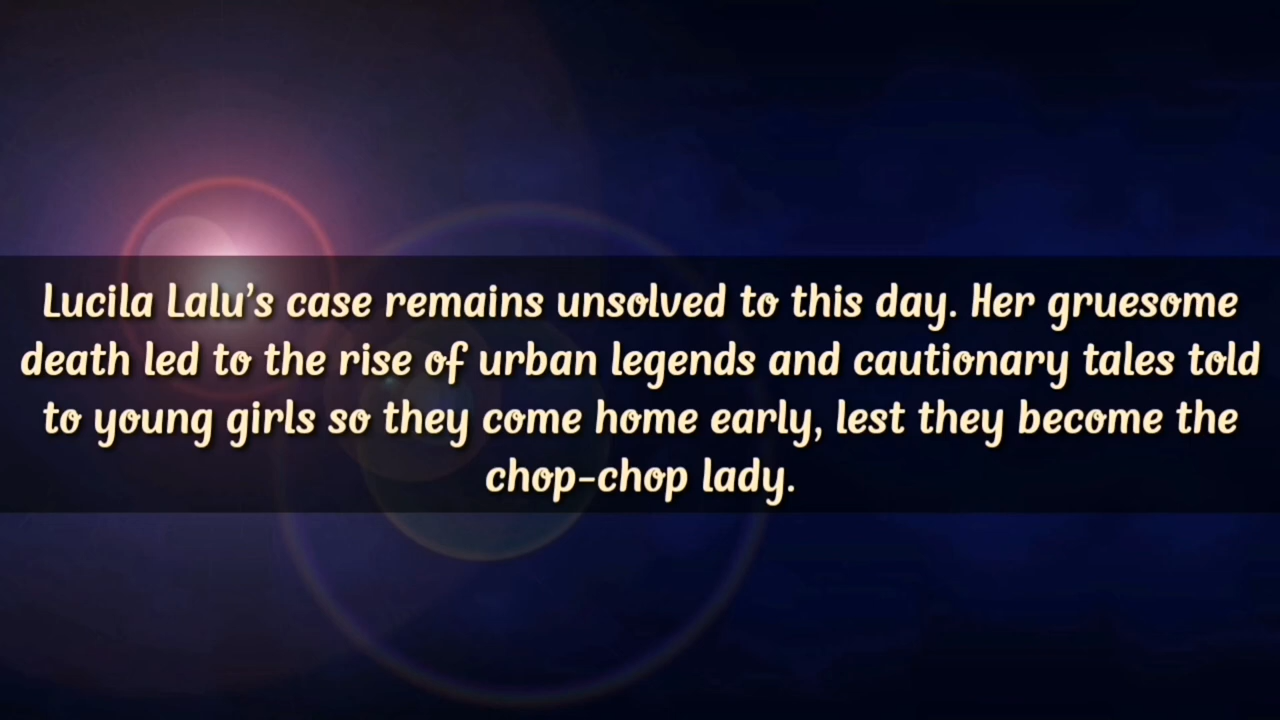 Lucila Lalu’s case remains unsolved to this day. Her gruesome
death led to the rise of urban legends and cautionary tales told
to young girls so they come home early, lest they become the
chop-chop lady.